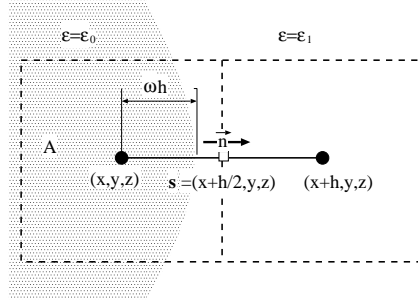 ε=ε₀ ε=ε₁
ωh
n
A
(x,y,z) s =(x+h/2,y,z) (x+h,y,z)